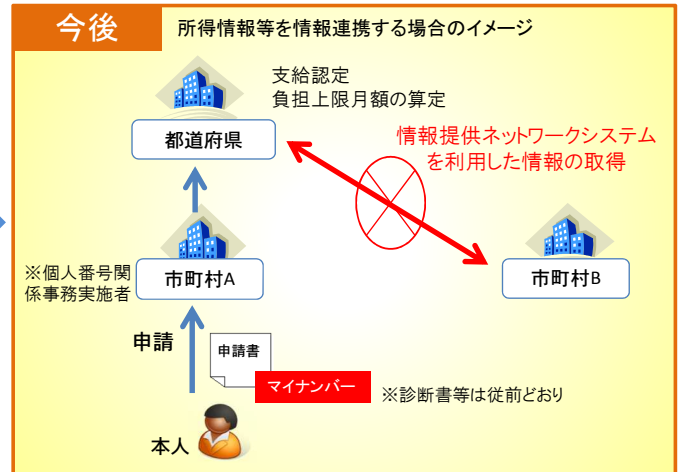 今後
所得情報等を情報連携する場合のイメージ
支給認定
負担上限月額の算定
都道府県
情報提供ネットワークシステム
を利用した情報の取得
※個人番号関
係事務実施者
市町村A
市町村B
申請
申請書
マイナンバー
※診断書等は従前どおり
本人